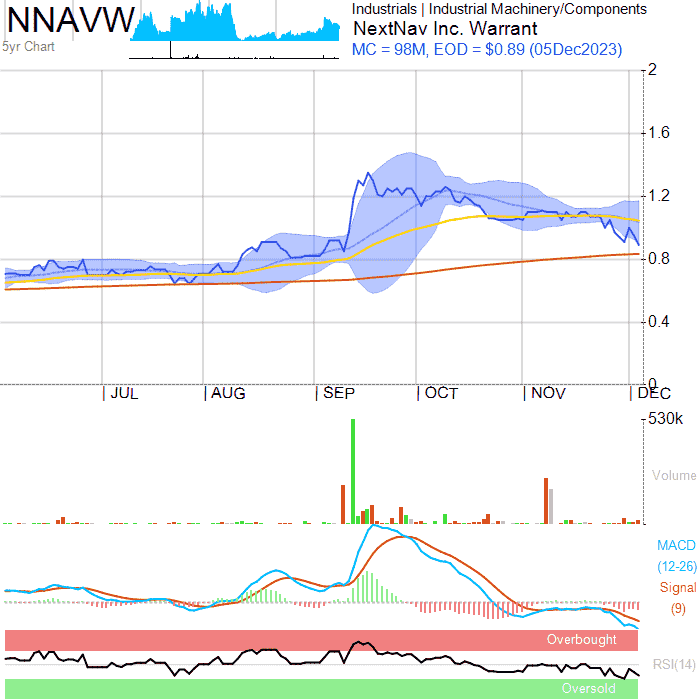 NNAVW
5yr Chart
Industrials | Industrial Machinery/Components
NextNav Inc. Warrant
MC = 98M, EOD = $0.89 (05Dec2023)
2
1.6
1.2
0.8
0.4
0
| JUL | AUG | SEP | OCT | NOV | DEC
530k
Volume
MACD
(12-26)
Signal
(9)
Overbought
RSI(14)
Oversold